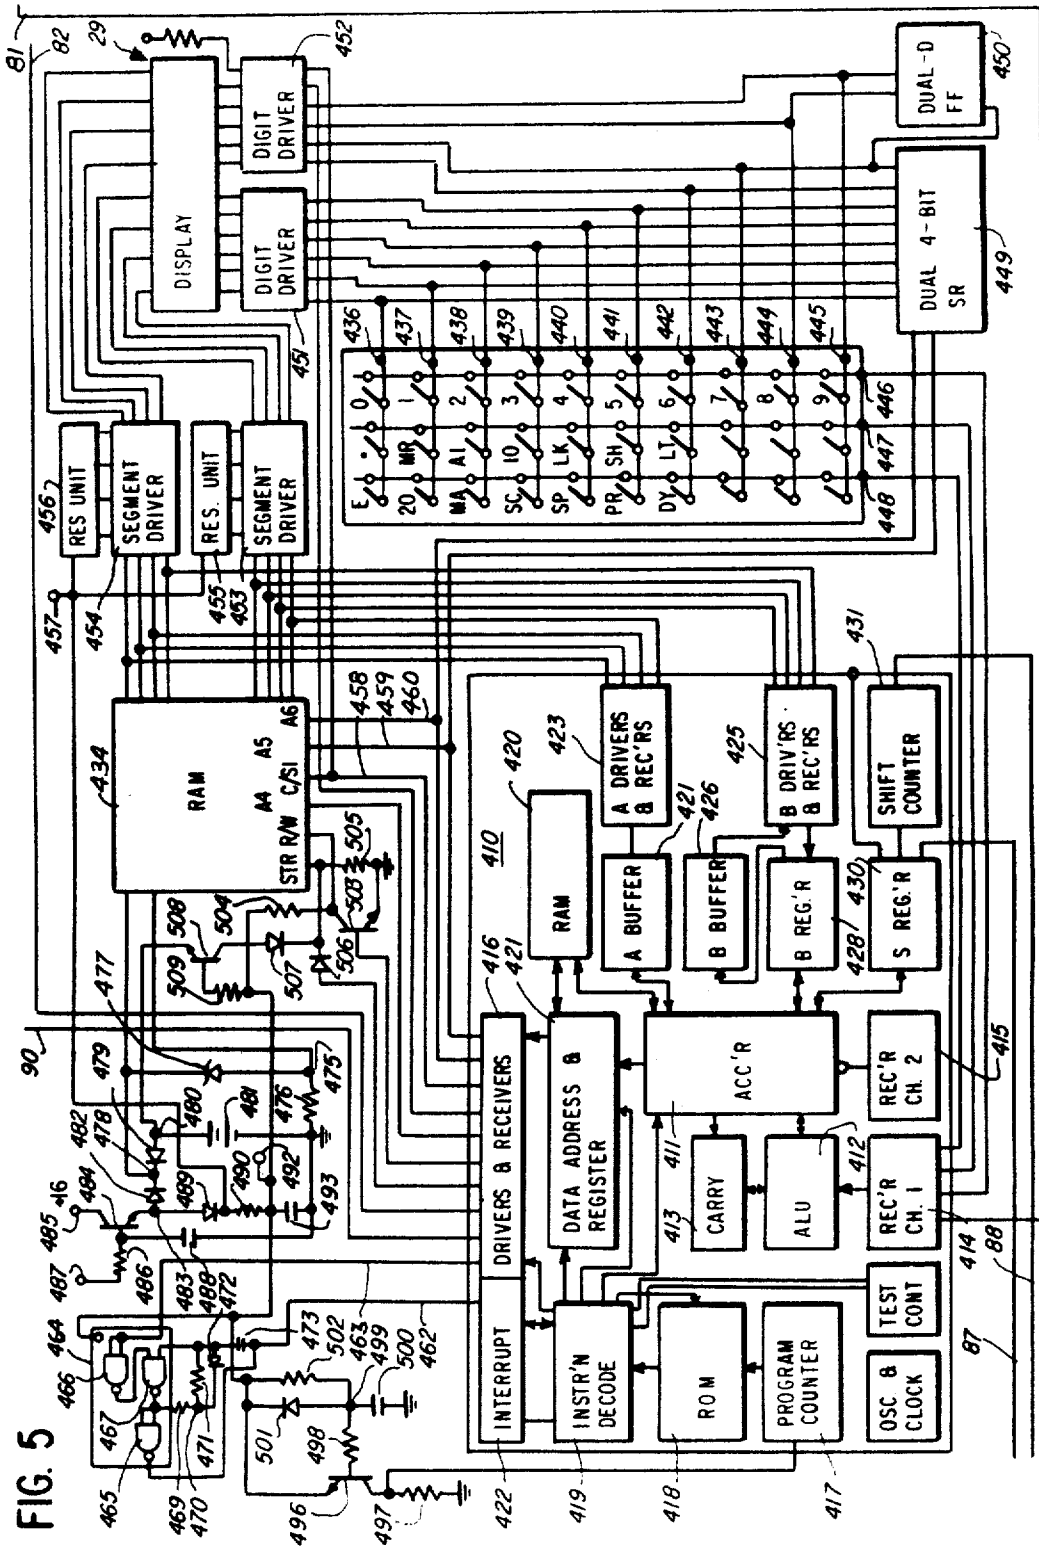 FIG. 5
81
82
90
29
DISPLAY
DIGIT DRIVER
452
DIGIT DRIVER
451
DUAL-D FF
450
DUAL 4-BIT SR
449
456
RES UNIT
SEGMENT DRIVER
454
457
RES. UNIT
455
SEGMENT DRIVER
453
436
437
438
439
440
441
442
443
444
445
446
447
448
E . 0
20 MR 1
MA A1 2
SC 10 3
SP LK 4
PR SH 5
DY LT 6
7
8
9
434
RAM
STR R/W A4 C/S1 A5 A6
458
459
460
508
504
509
507
506
503
505
477
479
480
481
475
476
482
478
484
485
+16
489
490
492
493
487
486
488
483
472
464
466
467
465
469
470
471
473
502
463
499
500
462
501
498
496
497
410
420
RAM
423
A DRIVERS & REC'RS
421
A BUFFER
426
B BUFFER
425
B DRIV'RS & REC'RS
B REG'R
428
430
S REG'R
431
SHIFT COUNTER
416
DRIVERS & RECEIVERS
421
DATA ADDRESS & REGISTER
ACC'R
411
CARRY
413
ALU
412
REC'R CH. 2
415
REC'R CH. 1
414
422
INTERRUPT
419
INSTR'N DECODE
418
ROM
417
PROGRAM COUNTER
TEST CONT
OSC & CLOCK
87
88